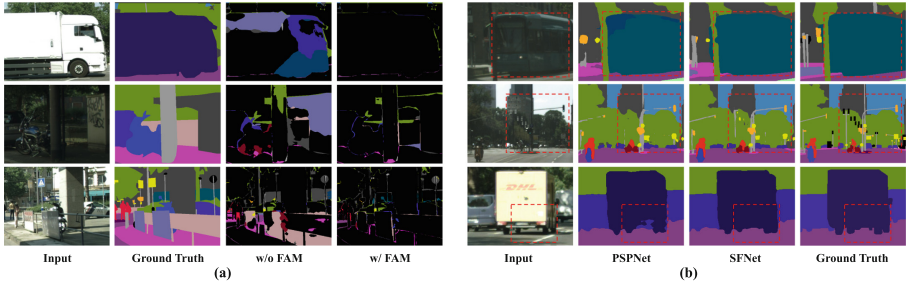 DHL
Input Ground Truth w/o FAM w/ FAM
(a)
Input PSPNet SFNet Ground Truth
(b)